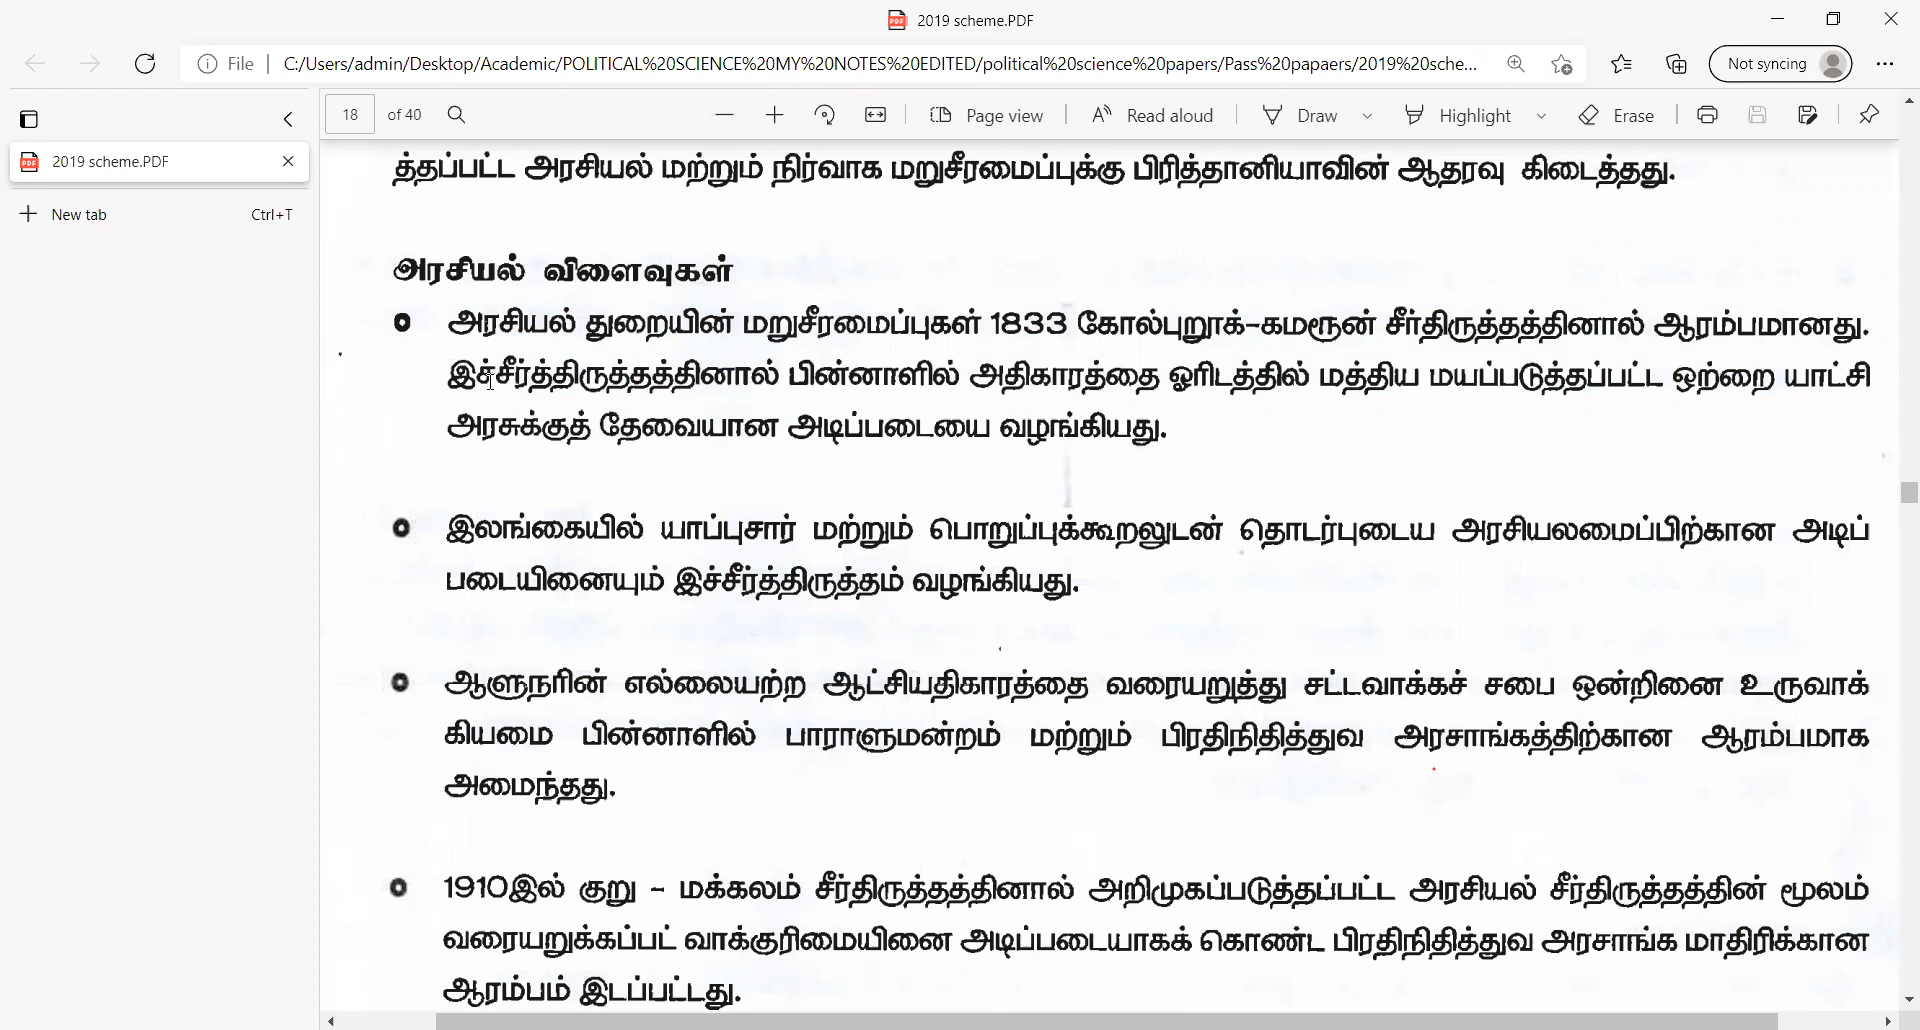 2019 scheme.PDF
File
C:/Users/admin/Desktop/Academic/POLITICAL%20SCIENCE%20MY%20NOTES%20EDITED/political%20science%20papers/Pass%20papaers/2019%20sche...
Not syncing
18 of 40
Page view
Read aloud
Draw
Highlight
Erase
2019 scheme.PDF
New tab Ctrl+T
த்தப்பட்ட அரசியல் மற்றும் நிர்வாக மறுசீரமைப்புக்கு பிரித்தானியாவின் ஆதரவு கிடைத்தது.
அரசியல் விளைவுகள்
அரசியல் துறையின் மறுசீரமைப்புகள் 1833 கோல்புறூக்-கமரூன் சீர்திருத்தத்தினால் ஆரம்பமானது.
இச்சீர்த்திருத்தத்தினால் பின்னாளில் அதிகாரத்தை ஓரிடத்தில் மத்திய மயப்படுத்தப்பட்ட ஒற்றை யாட்சி
அரசுக்குத் தேவையான அடிப்படையை வழங்கியது.
இலங்கையில் யாப்புசார் மற்றும் பொறுப்புக்கூறலுடன் தொடர்புடைய அரசியலமைப்பிற்கான அடிப்
படையினையும் இச்சீர்த்திருத்தம் வழங்கியது.
ஆளுநரின் எல்லையற்ற ஆட்சியதிகாரத்தை வரையறுத்து சட்டவாக்கச் சபை ஒன்றினை உருவாக்
கியமை பின்னாளில் பாராளுமன்றம் மற்றும் பிரதிநிதித்துவ அரசாங்கத்திற்கான ஆரம்பமாக
அமைந்தது.
1910இல் குறு - மக்கலம் சீர்திருத்தத்தினால் அறிமுகப்படுத்தப்பட்ட அரசியல் சீர்திருத்தத்தின் மூலம்
வரையறுக்கப்பட் வாக்குரிமையினை அடிப்படையாகக் கொண்ட பிரதிநிதித்துவ அரசாங்க மாதிரிக்கான
ஆரம்பம் இடப்பட்டது.